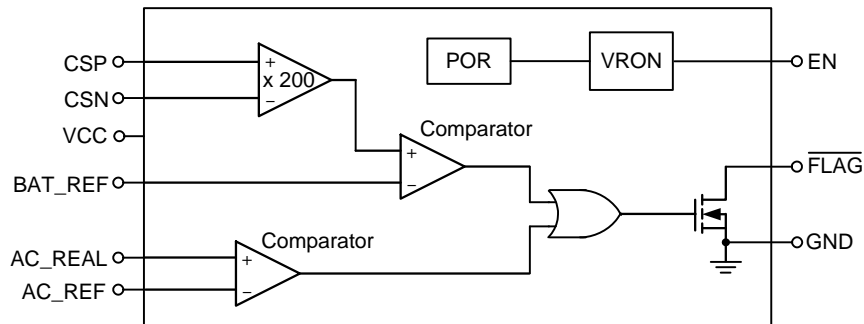 CSP
CSN
VCC
BAT_REF
AC_REAL
AC_REF
+
x 200
−
Comparator
+
−
Comparator
+
−
POR
VRON
EN
FLAG
GND